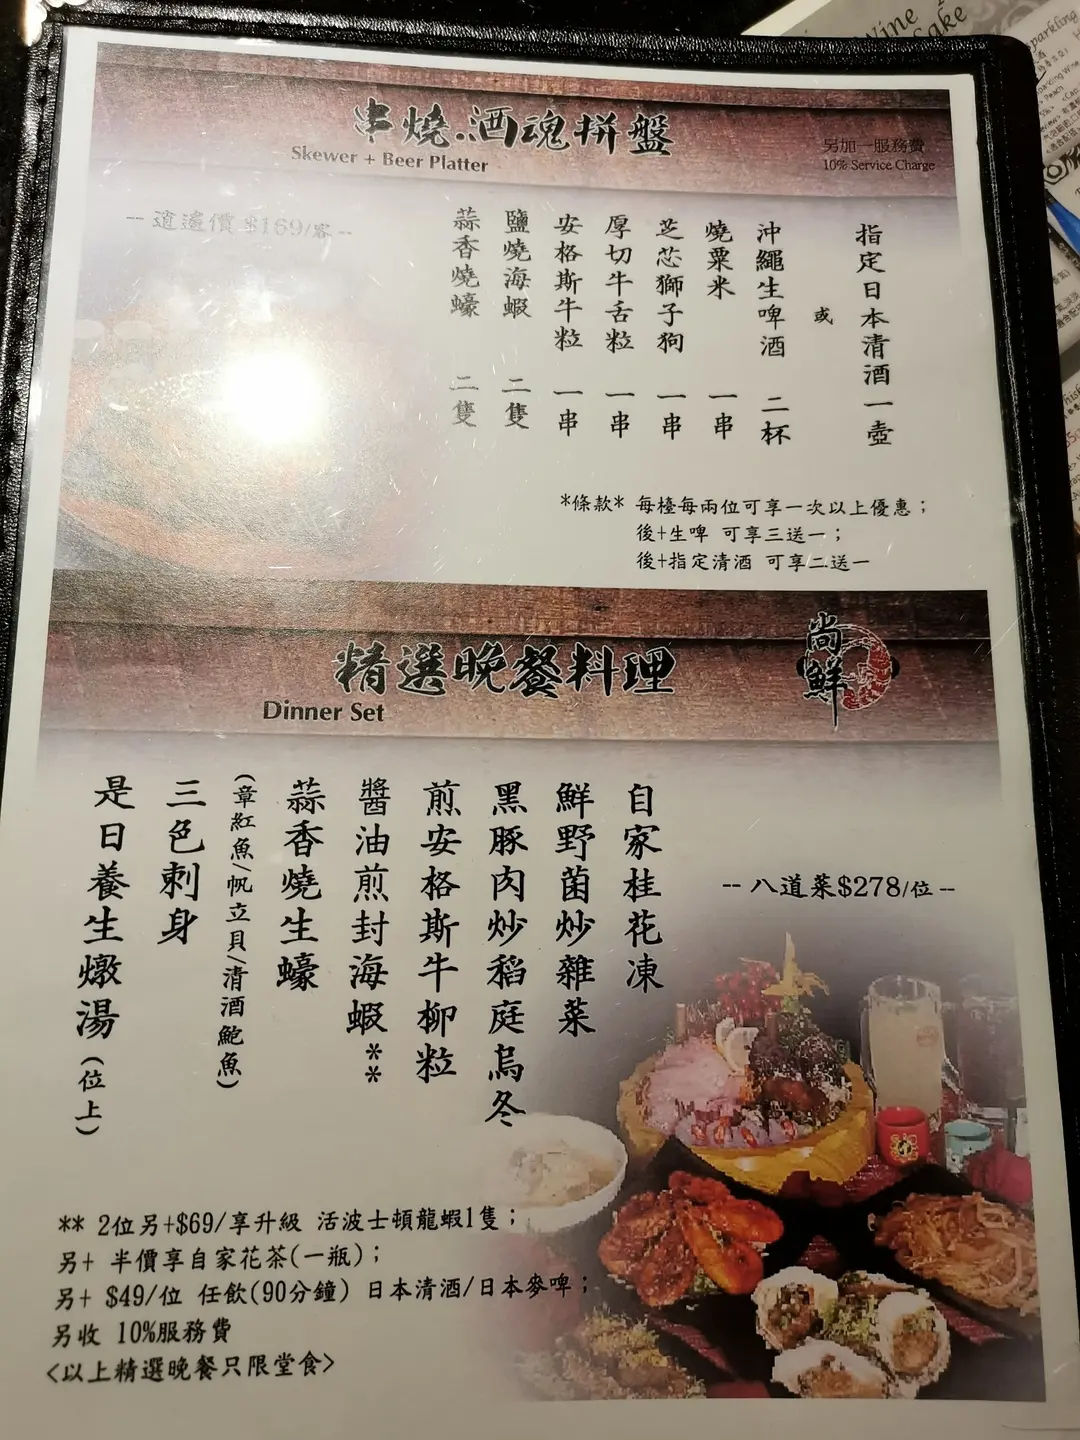 Wine
Cake
Sparkling
串燒.酒魂拼盤
Skewer + Beer Platter
另加一服務費
10% Service Charge
-- 逍遙價 $169/客 --
指定日本清酒 一壺
或
沖繩生啤酒 二杯
燒粟米 一串
芝芯獅子狗 一串
厚切牛舌粒 一串
安格斯牛粒 一串
鹽燒海蝦 二隻
蒜香燒蠔 二隻
*條款* 每檯每兩位可享一次以上優惠；
後+生啤 可享三送一；
後+指定清酒 可享二送一
尚鮮
精選晚餐料理
Dinner Set
-- 八道菜$278/位 --
是日養生燉湯(位上)
三色刺身
(章紅魚/帆立貝/清酒鮑魚)
蒜香燒生蠔
醬油煎封海蝦**
煎安格斯牛柳粒
黑豚肉炒稻庭烏冬
鮮野菌炒雜菜
自家桂花凍
** 2位另+$69/享升級 活波士頓龍蝦1隻；
另+ 半價享自家花茶(一瓶)；
另+ $49/位 任飲(90分鐘) 日本清酒/日本麥啤；
另收 10%服務費
<以上精選晚餐只限堂食>